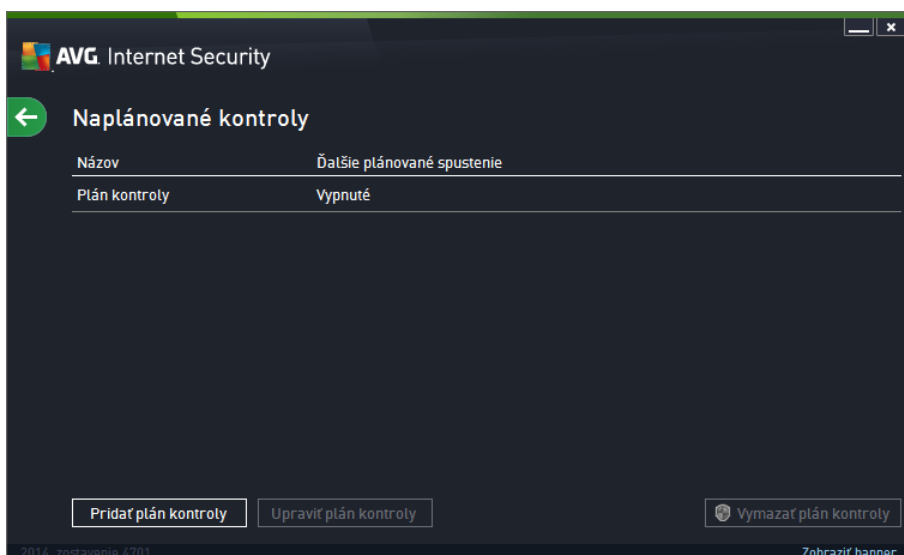 AVG. Internet Security
Naplánované kontroly
Názov Ďalšie plánované spustenie
Plán kontroly Vypnuté
Pridať plán kontroly Upraviť plán kontroly Vymazať plán kontroly
2014, zostavenie 4701 Zobraziť banner